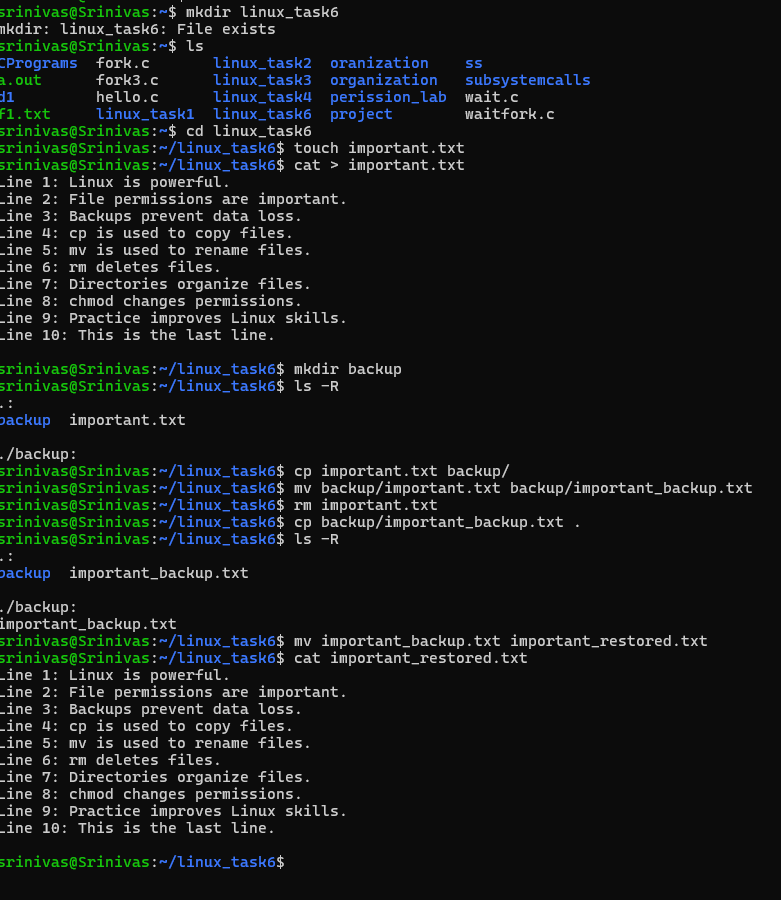 srinivas@Srinivas:~$ mkdir linux_task6
mkdir: linux_task6: File exists
srinivas@Srinivas:~$ ls
CPrograms fork.c linux_task2 oranization ss
a.out fork3.c linux_task3 organization subsystemcalls
d1 hello.c linux_task4 perission_lab wait.c
f1.txt linux_task1 linux_task6 project waitfork.c
srinivas@Srinivas:~$ cd linux_task6
srinivas@Srinivas:~/linux_task6$ touch important.txt
srinivas@Srinivas:~/linux_task6$ cat > important.txt
Line 1: Linux is powerful.
Line 2: File permissions are important.
Line 3: Backups prevent data loss.
Line 4: cp is used to copy files.
Line 5: mv is used to rename files.
Line 6: rm deletes files.
Line 7: Directories organize files.
Line 8: chmod changes permissions.
Line 9: Practice improves Linux skills.
Line 10: This is the last line.
srinivas@Srinivas:~/linux_task6$ mkdir backup
srinivas@Srinivas:~/linux_task6$ ls -R
.:
backup important.txt
./backup:
srinivas@Srinivas:~/linux_task6$ cp important.txt backup/
srinivas@Srinivas:~/linux_task6$ mv backup/important.txt backup/important_backup.txt
srinivas@Srinivas:~/linux_task6$ rm important.txt
srinivas@Srinivas:~/linux_task6$ cp backup/important_backup.txt .
srinivas@Srinivas:~/linux_task6$ ls -R
.:
backup important_backup.txt
./backup:
important_backup.txt
srinivas@Srinivas:~/linux_task6$ mv important_backup.txt important_restored.txt
srinivas@Srinivas:~/linux_task6$ cat important_restored.txt
Line 1: Linux is powerful.
Line 2: File permissions are important.
Line 3: Backups prevent data loss.
Line 4: cp is used to copy files.
Line 5: mv is used to rename files.
Line 6: rm deletes files.
Line 7: Directories organize files.
Line 8: chmod changes permissions.
Line 9: Practice improves Linux skills.
Line 10: This is the last line.
srinivas@Srinivas:~/linux_task6$